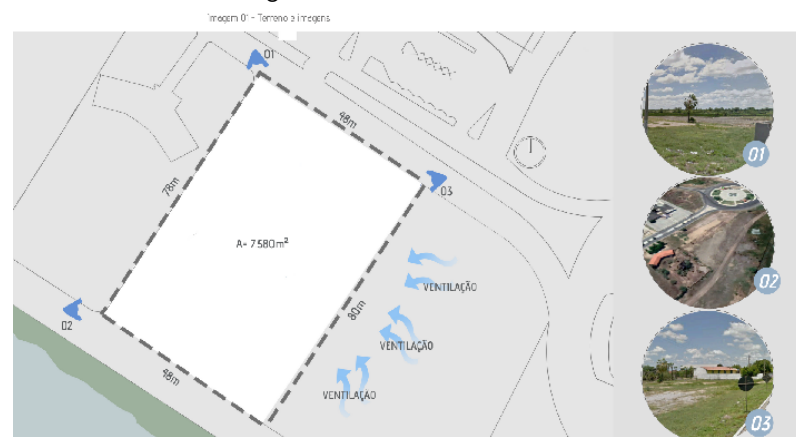 Imagem 01 - Terreno e imagens
01
48m
03
78m
A= 7580m²
VENTILAÇÃO
80m
02
VENTILAÇÃO
48m
VENTILAÇÃO
01
02
03